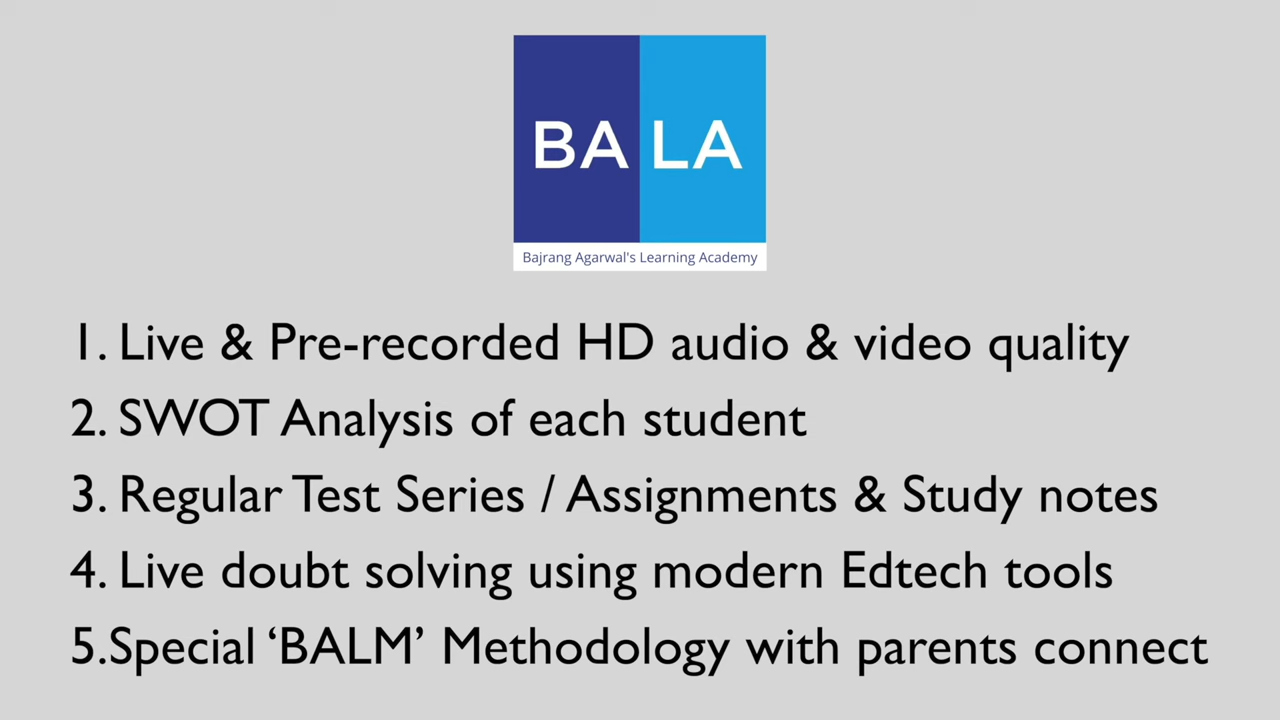 BALA
Bajrang Agarwal's Learning Academy
1. Live & Pre-recorded HD audio & video quality
2. SWOT Analysis of each student
3. Regular Test Series / Assignments & Study notes
4. Live doubt solving using modern Edtech tools
5.Special ‘BALM’ Methodology with parents connect